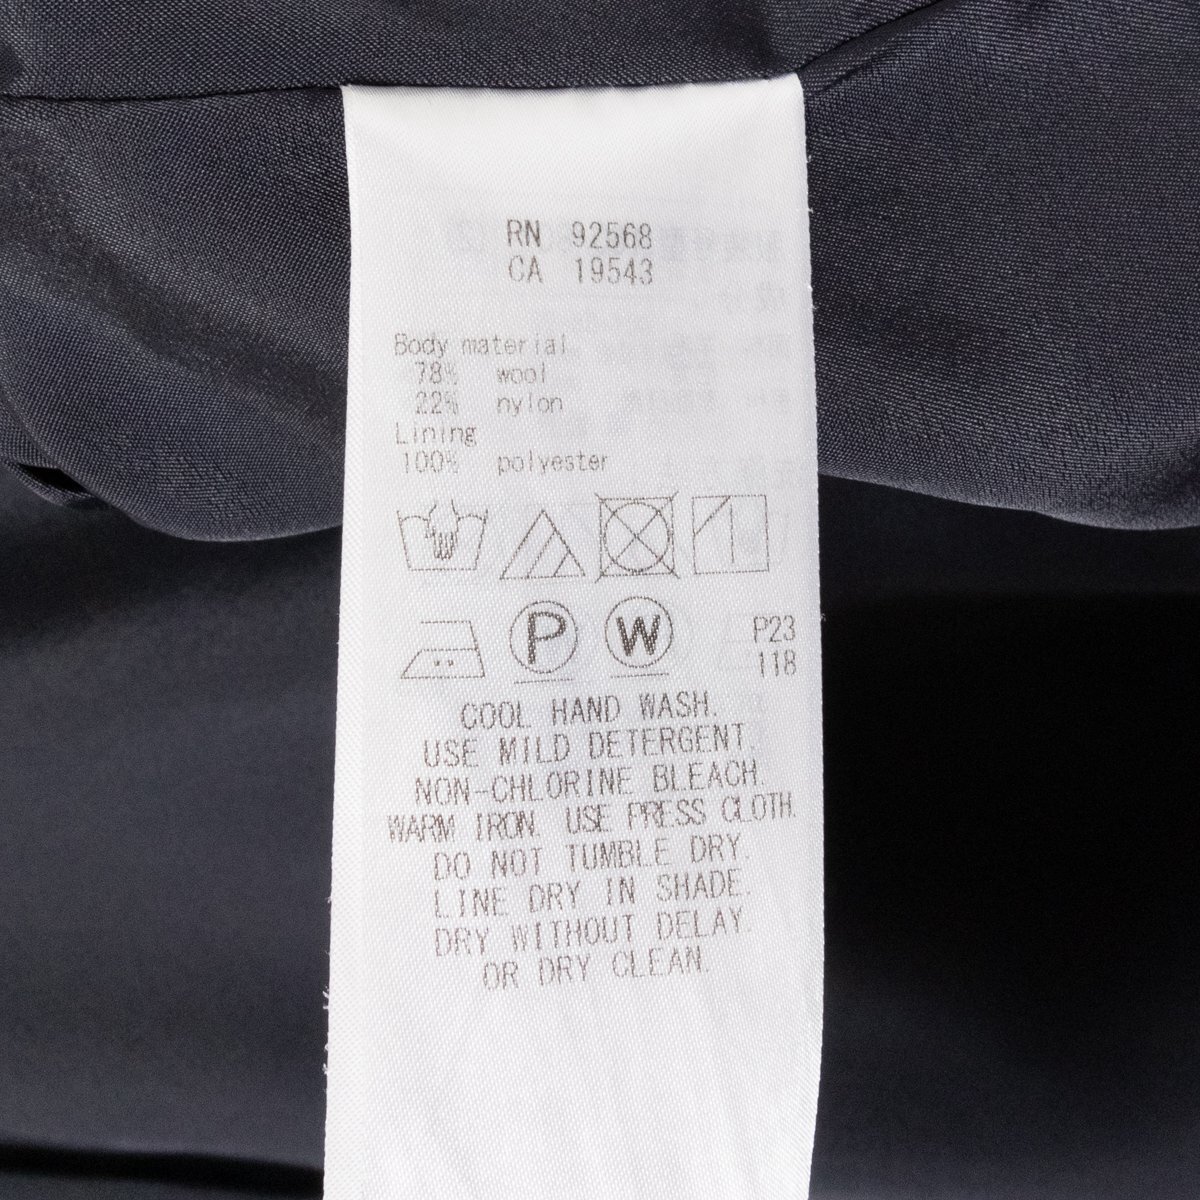 RN 92568
CA 19543
Body material
78% wool
22% nylon
Lining
100% polyester
P W P23
118
COOL HAND WASH.
USE MILD DETERGENT.
NON-CHLORINE BLEACH.
WARM IRON. USE PRESS CLOTH.
DO NOT TUMBLE DRY.
LINE DRY IN SHADE.
DRY WITHOUT DELAY.
OR DRY CLEAN.